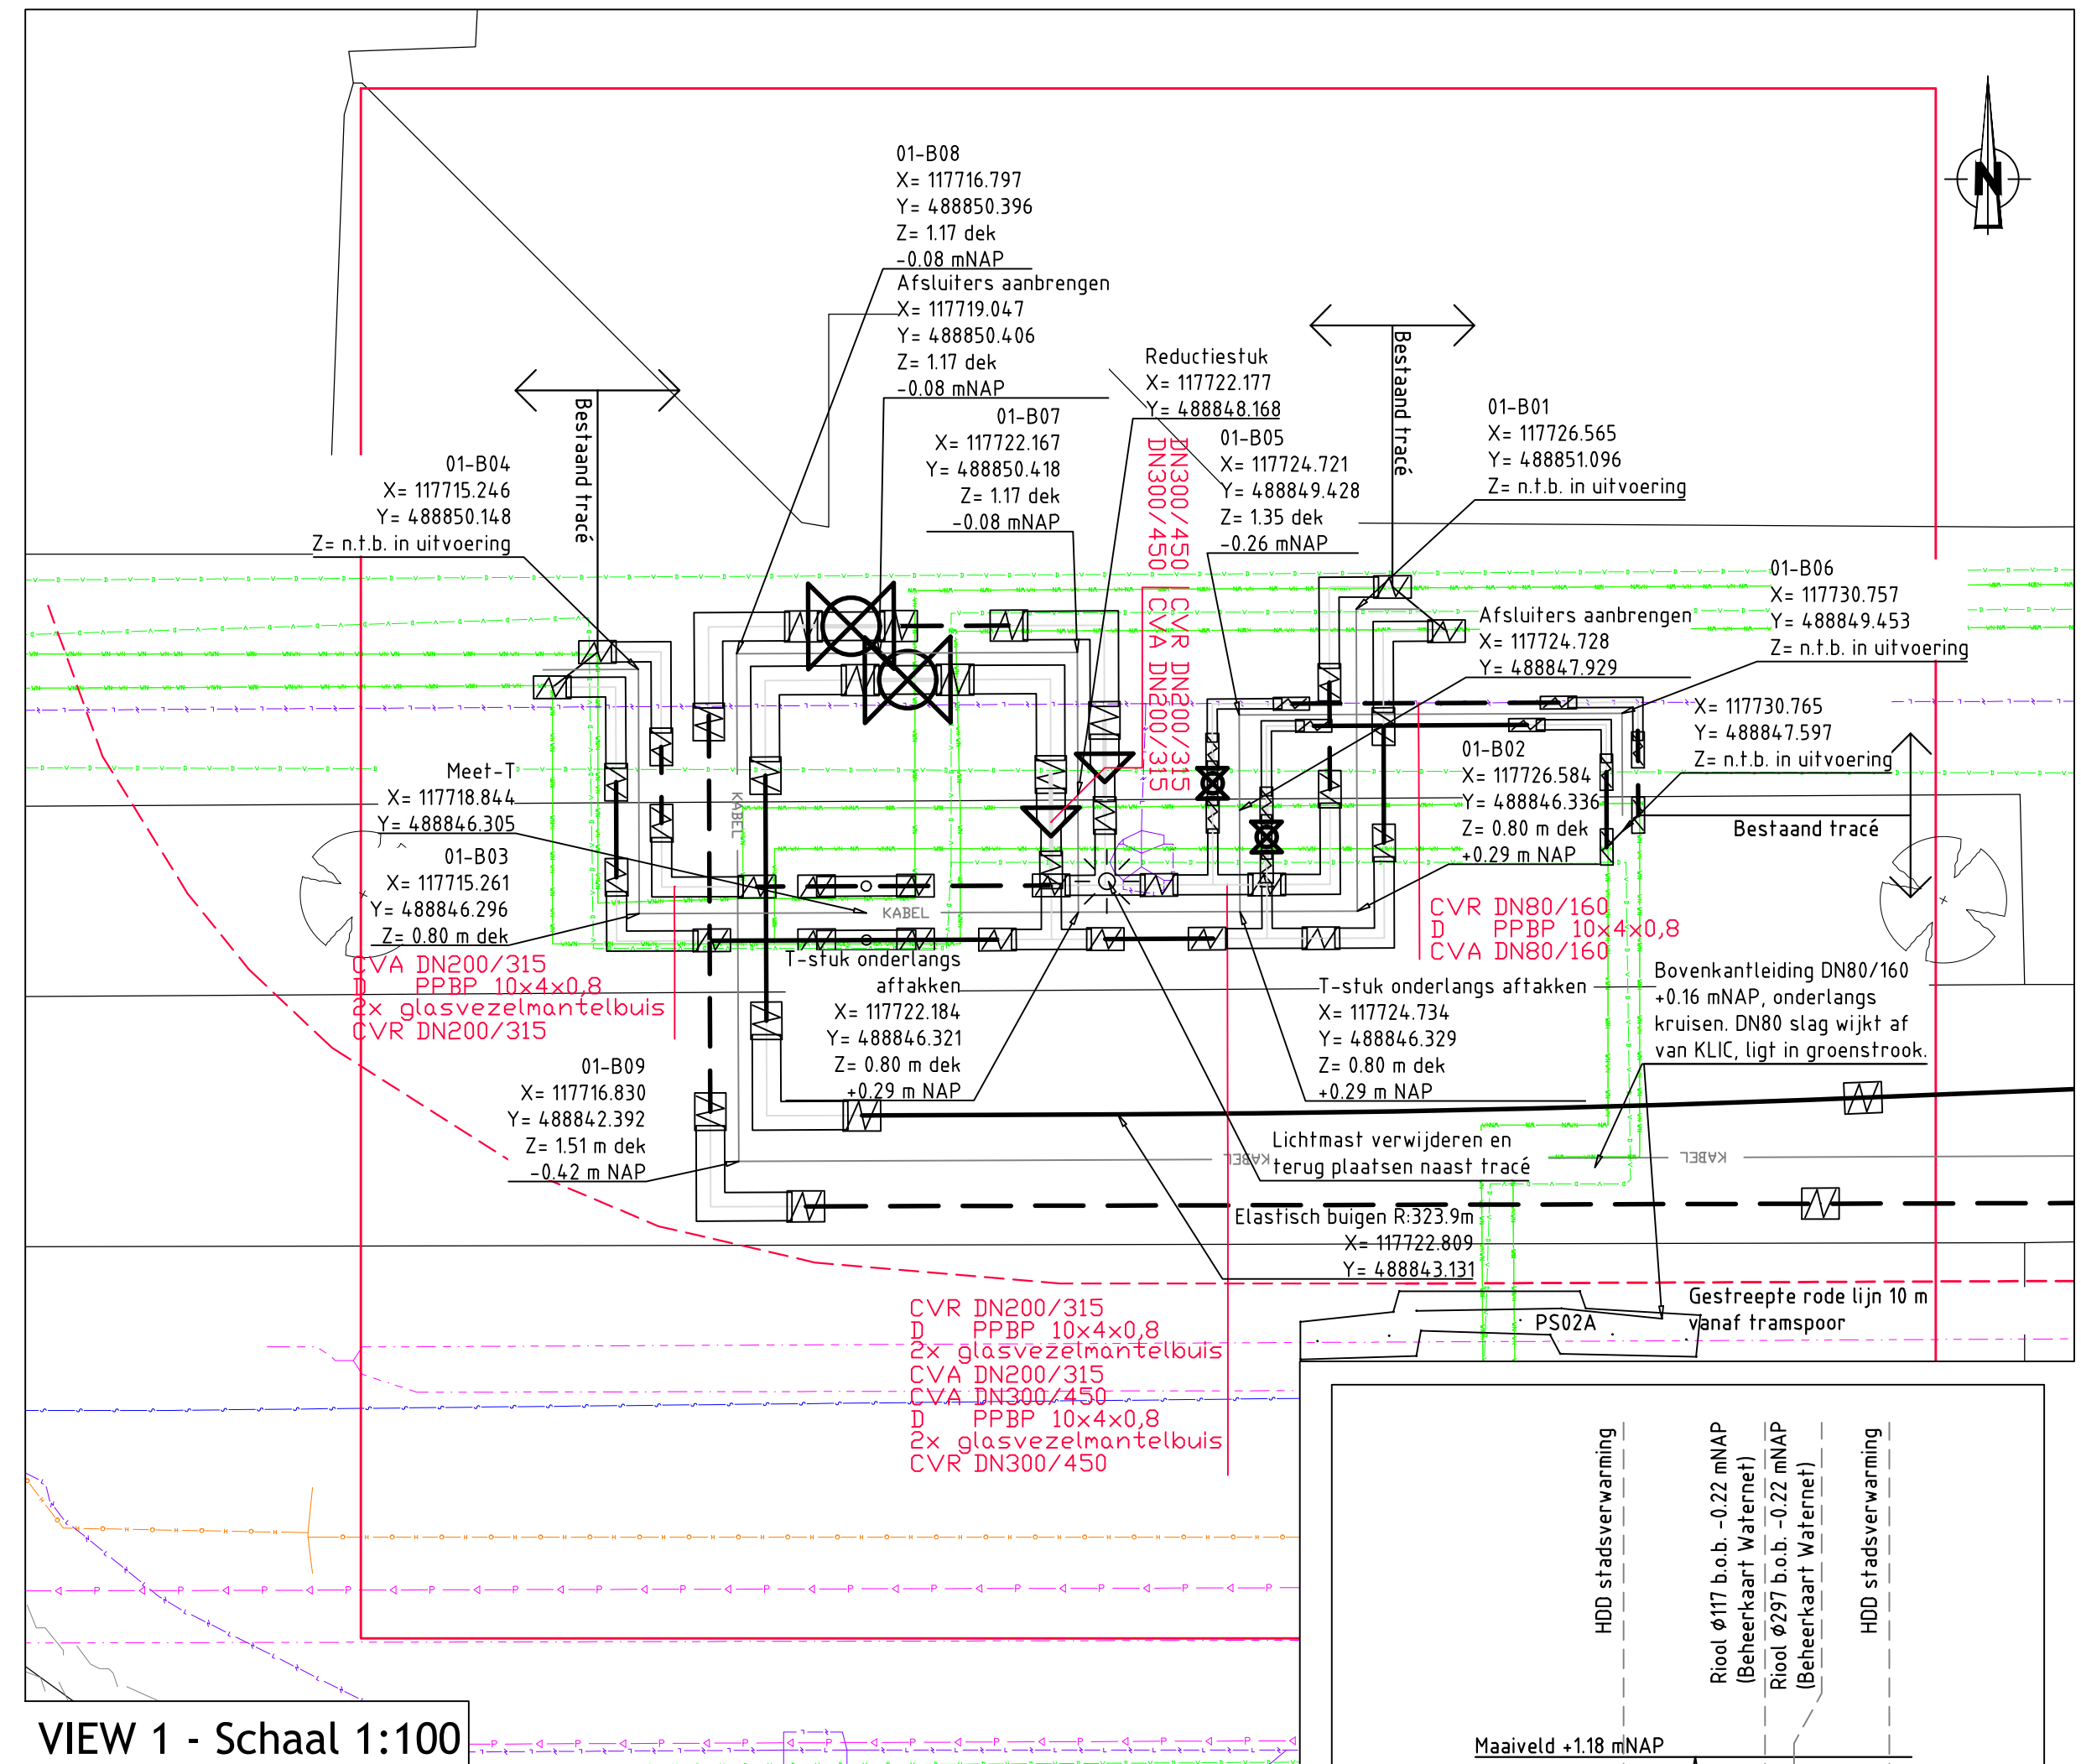 N
01-B08
X= 117716.797
Y= 488850.396
Z= 1.17 dek
-0.08 mNAP
Afsluiters aanbrengen
X= 117719.047
Y= 488850.406
Z= 1.17 dek
-0.08 mNAP
Reductiestuk
X= 117722.177
Y= 488848.168
01-B07
X= 117722.167
Y= 488850.418
Z= 1.17 dek
-0.08 mNAP
01-B05
X= 117724.721
Y= 488849.428
Z= 1.35 dek
-0.26 mNAP
01-B01
X= 117726.565
Y= 488851.096
Z= n.t.b. in uitvoering
Bestaand tracé
Bestaand tracé
01-B04
X= 117715.246
Y= 488850.148
Z= n.t.b. in uitvoering
DN300/450 | CVR DN200/315
DN300/450 | CVA DN200/315
01-B06
X= 117730.757
Y= 488849.453
Z= n.t.b. in uitvoering
Afsluiters aanbrengen
X= 117724.728
Y= 488847.929
X= 117730.765
Y= 488847.597
Z= n.t.b. in uitvoering
Bestaand tracé
01-B02
X= 117726.584
Y= 488846.336
Z= 0.80 m dek
+0.29 m NAP
Meet-T
X= 117718.844
Y= 488846.305
01-B03
X= 117715.261
Y= 488846.296
Z= 0.80 m dek
KABEL
KABEL
CVR DN80/160
D PPBP 10x4x0,8
CVA DN80/160
CVA DN200/315
D PPBP 10x4x0,8
2x glasvezelmantelbuis
CVR DN200/315
T-stuk onderlangs
aftakken
X= 117722.184
Y= 488846.321
Z= 0.80 m dek
+0.29 m NAP
T-stuk onderlangs aftakken
X= 117724.734
Y= 488846.329
Z= 0.80 m dek
+0.29 m NAP
Bovenkantleiding DN80/160
+0.16 mNAP, onderlangs
kruisen. DN80 slag wijkt af
van KLIC, ligt in groenstrook.
01-B09
X= 117716.830
Y= 488842.392
Z= 1.51 m dek
-0.42 m NAP
Lichtmast verwijderen en
terug plaatsen naast tracé
KABEL
KABEL
Elastisch buigen R:323.9m
X= 117722.809
Y= 488843.131
Gestreepte rode lijn 10 m
vanaf tramspoor
PS02A
CVR DN200/315
D PPBP 10x4x0,8
2x glasvezelmantelbuis
CVA DN200/315
CVA DN300/450
D PPBP 10x4x0,8
2x glasvezelmantelbuis
CVR DN300/450
HDD stadsverwarming
Riool Ø117 b.o.b. -0.22 mNAP
(Beheerkaart Waternet)
Riool Ø297 b.o.b. -0.22 mNAP
(Beheerkaart Waternet)
HDD stadsverwarming
Maaiveld +1.18 mNAP
VIEW 1 - Schaal 1:100